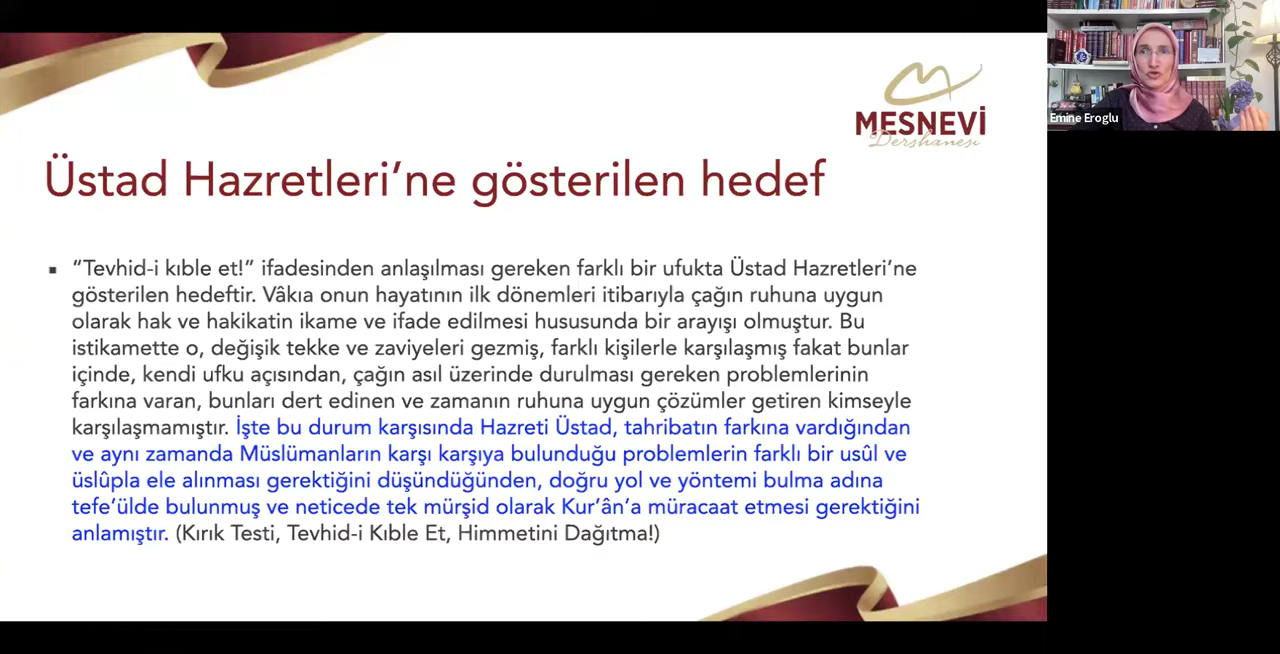 MESNEVİ
Dershanesi
Emine Eroglu
Üstad Hazretleri’ne gösterilen hedef
▪ “Tevhid-i kıble et!” ifadesinden anlaşılması gereken farklı bir ufukta Üstad Hazretleri’ne
gösterilen hedeftir. Vâkıa onun hayatının ilk dönemleri itibarıyla çağın ruhuna uygun
olarak hak ve hakikatin ikame ve ifade edilmesi hususunda bir arayışı olmuştur. Bu
istikamette o, değişik tekke ve zaviyeleri gezmiş, farklı kişilerle karşılaşmış fakat bunlar
içinde, kendi ufku açısından, çağın asıl üzerinde durulması gereken problemlerinin
farkına varan, bunları dert edinen ve zamanın ruhuna uygun çözümler getiren kimseyle
karşılaşmamıştır. İşte bu durum karşısında Hazreti Üstad, tahribatın farkına vardığından
ve aynı zamanda Müslümanların karşı karşıya bulunduğu problemlerin farklı bir usûl ve
üslûpla ele alınması gerektiğini düşündüğünden, doğru yol ve yöntemi bulma adına
tefe’ülde bulunmuş ve neticede tek mürşid olarak Kur’ân’a müracaat etmesi gerektiğini
anlamıştır. (Kırık Testi, Tevhid-i Kıble Et, Himmetini Dağıtma!)